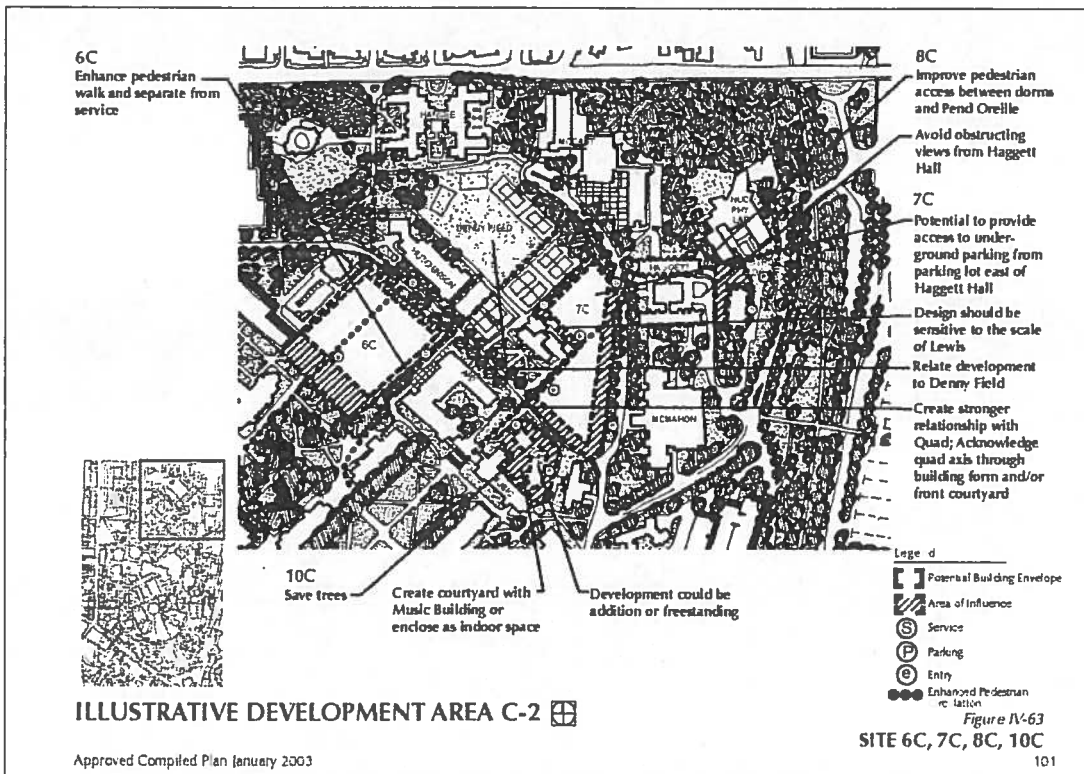 6C
Enhance pedestrian
walk and separate from
service
8C
Improve pedestrian
access between dorms
and Pend Oreille
Avoid obstructing
views from Haggett
Hall
7C
Potential to provide
access to under-
ground parking from
parking lot east of
Haggett Hall
Design should be
sensitive to the scale
of Lewis
Relate development
to Denny Field
Create stronger
relationship with
Quad; Acknowledge
quad axis through
building form and/or
front courtyard
HAGGETT
NUC
PHY
LAB
DENNY FIELD
HUTCHINSON
7C
6C
MCMAHON
10C
Save trees
Create courtyard with
Music Building or
enclose as indoor space
Development could be
addition or freestanding
Lege d
Potential Building Envelope
Area of Influence
S Service
P Parking
e Entry
Enhanced Pedestrian
ILLUSTRATIVE DEVELOPMENT AREA C-2
Figure IV-63
SITE 6C, 7C, 8C, 10C
Approved Compiled Plan January 2003
101